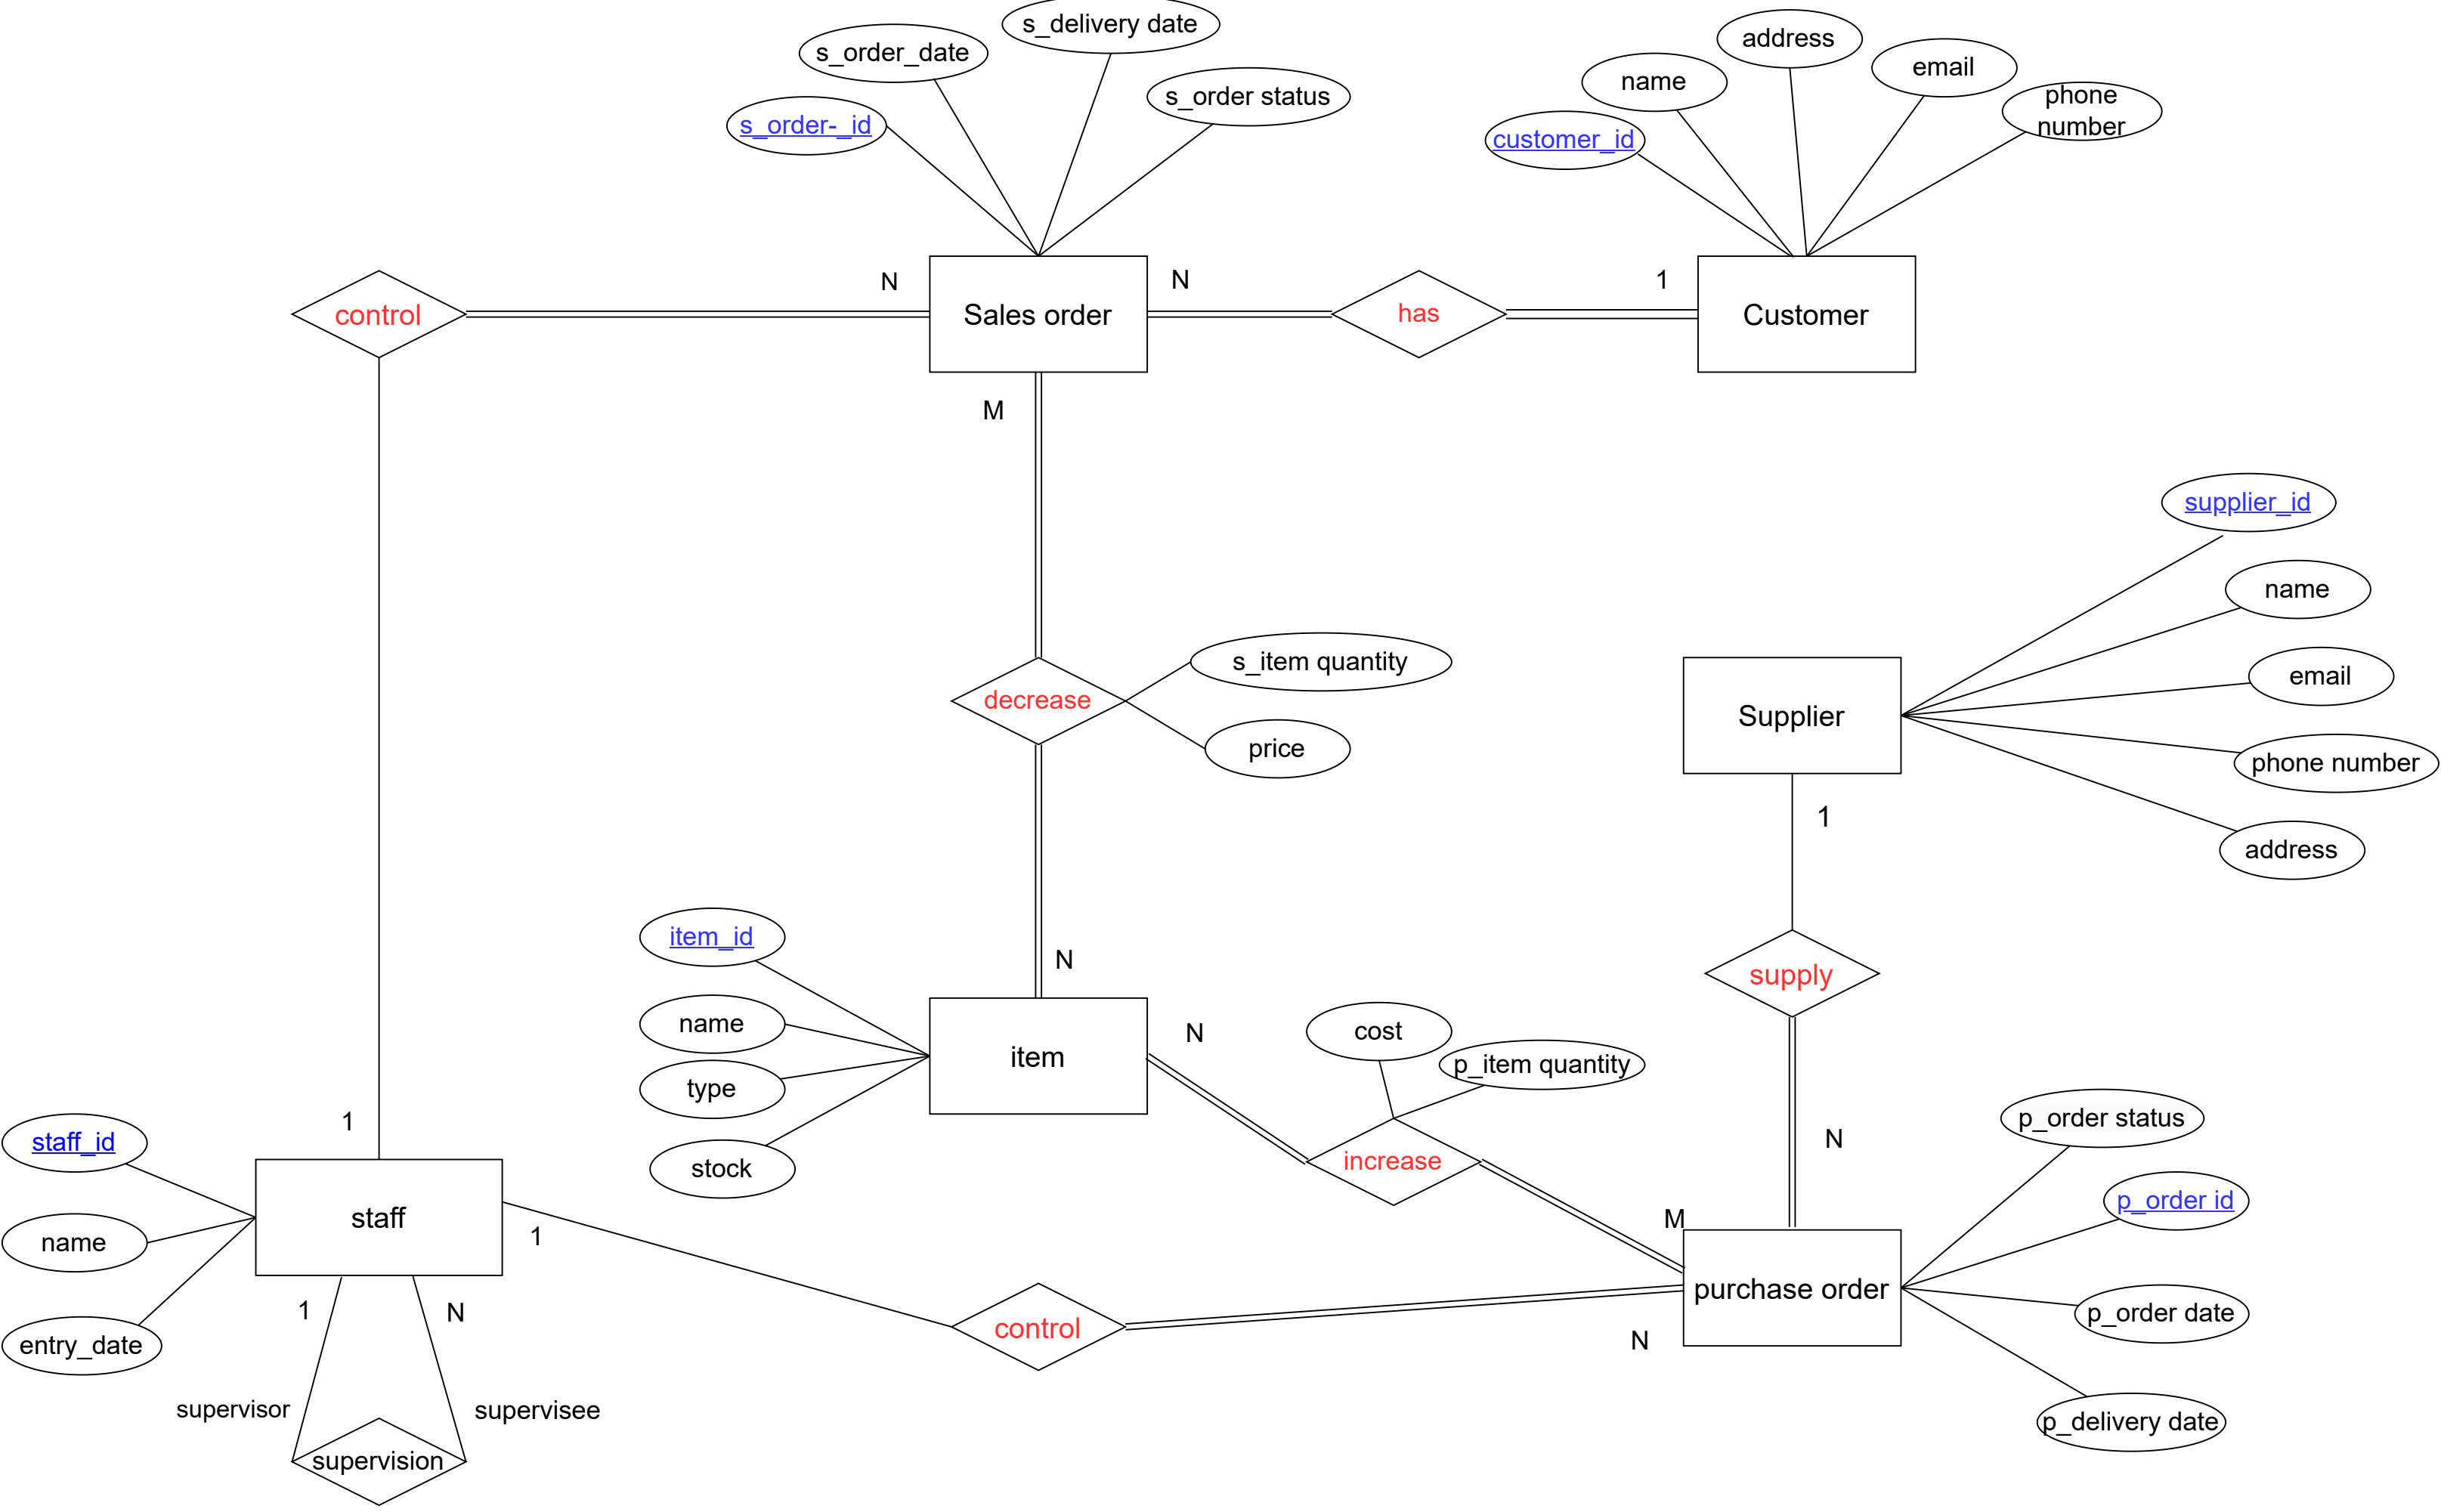 s_delivery date
s_order_date
s_order status
s_order-_id
address
name
email
phone
number
customer_id
control
N
Sales order
N
has
1
Customer
M
supplier_id
name
s_item quantity
email
decrease
Supplier
price
phone number
1
address
item_id
N
supply
name
item
N
cost
p_item quantity
type
stock
increase
p_order status
N
1
staff_id
p_order id
staff
M
1
name
purchase order
control
p_order date
N
1
N
entry_date
supervisor
supervisee
p_delivery date
supervision